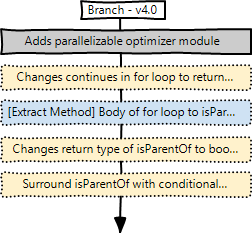 Branch - v4.0
Adds parallelizable optimizer module
Changes continues in for loop to return...
[Extract Method] Body of for loop to isPar...
Changes return type of isParentOf to boo...
Surround isParentOf with conditional...